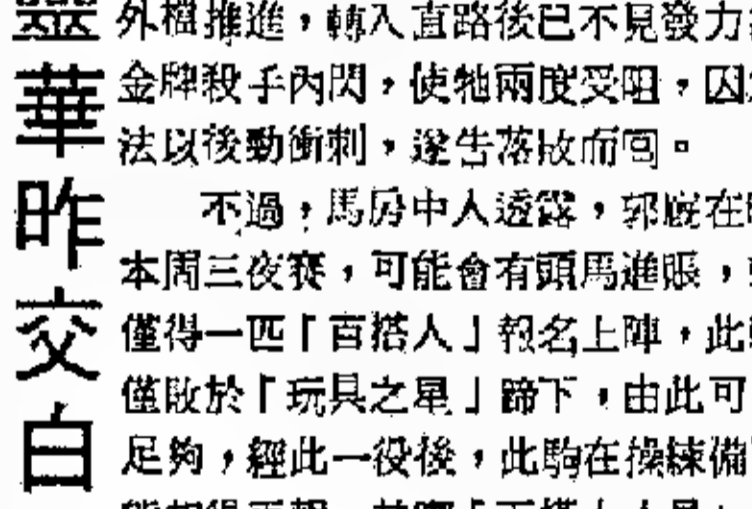 靈華昨交白
外檔推進，轉入直路後已不見發力
金牌殺手內閃，使牠兩度受阻，因
法以後勁衝刺，遂告落敗而回。
不過，馬房中人透露，郭廄在
本周三夜賽，可能會有頭馬進賬，
僅得一匹「百搭人」報名上陣，此
僅敗於「玩具之星」蹄下，由此可
足夠，經此一役後，此駒在操練備